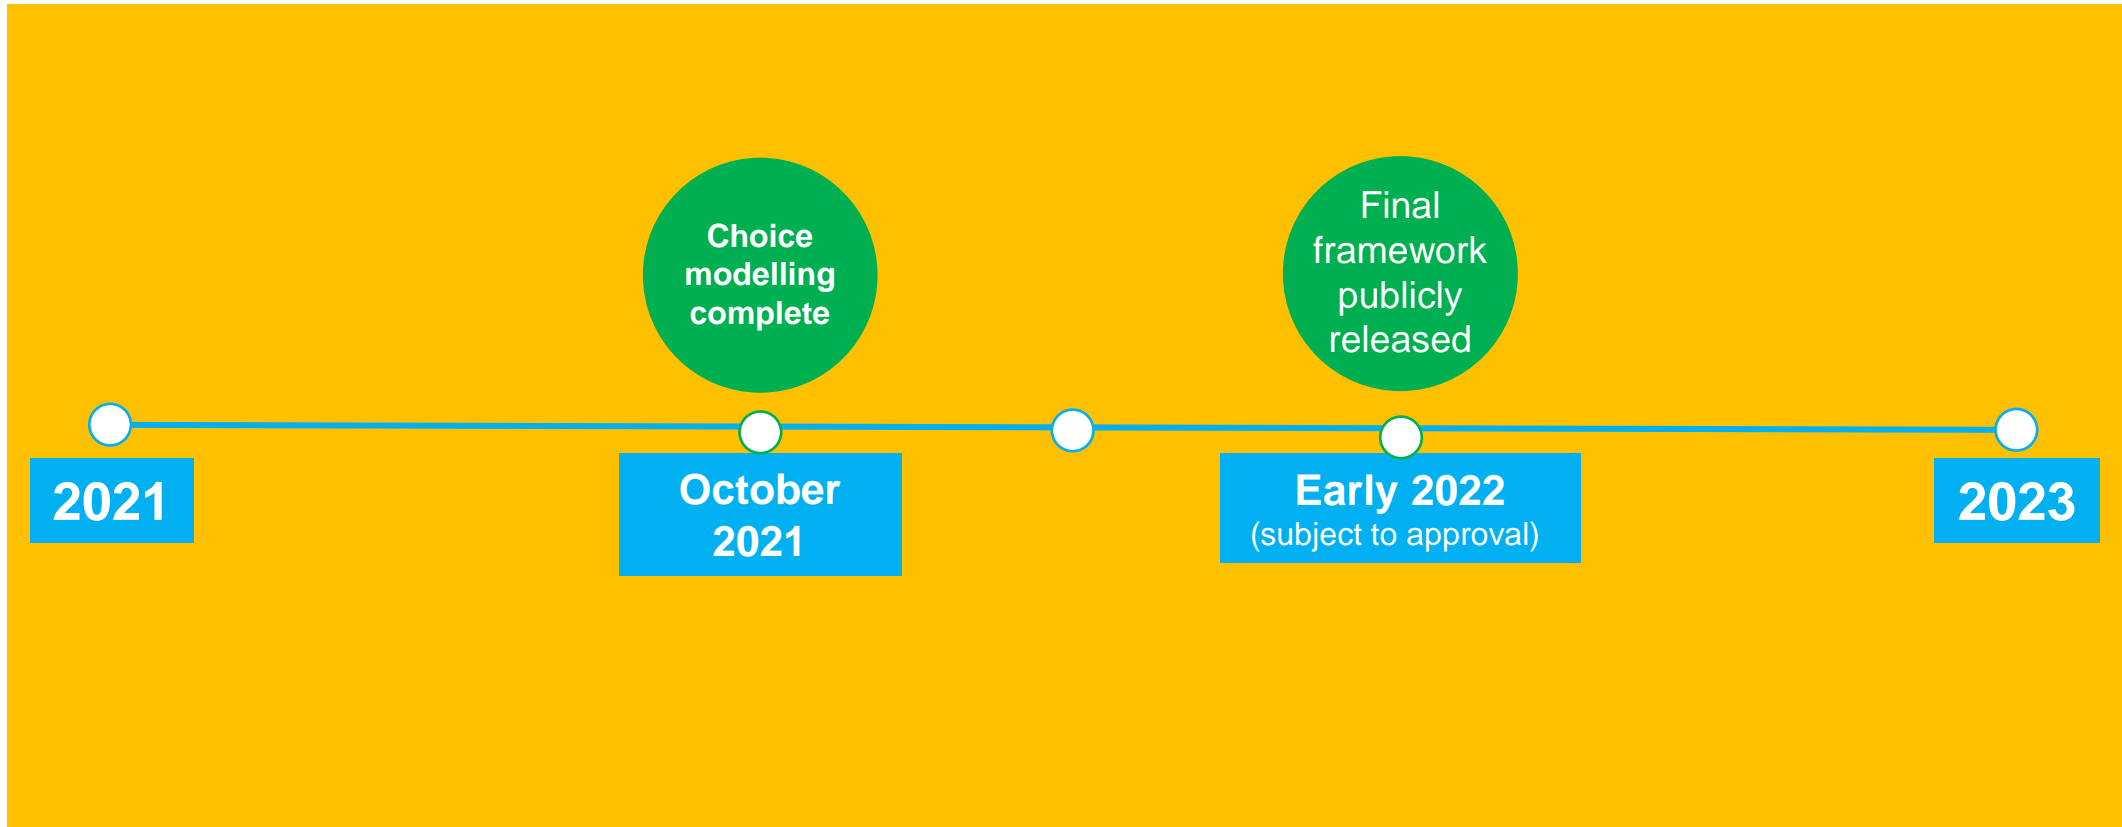 Choice
modelling
complete
Final
framework
publicly
released
2021
October
2021
Early 2022
(subject to approval)
2023